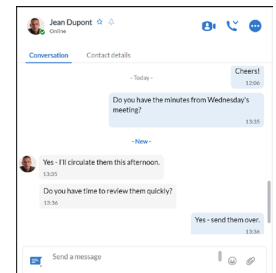 Jean Dupont
Online
Conversation Contact details
- Today -
Cheers!
12:06
Do you have the minutes from Wednesday's
meeting?
13:35
- New -
Yes - I'll circulate them this afternoon.
13:35
Do you have time to review them quickly?
13:36
Yes - send them over.
13:36
Send a message